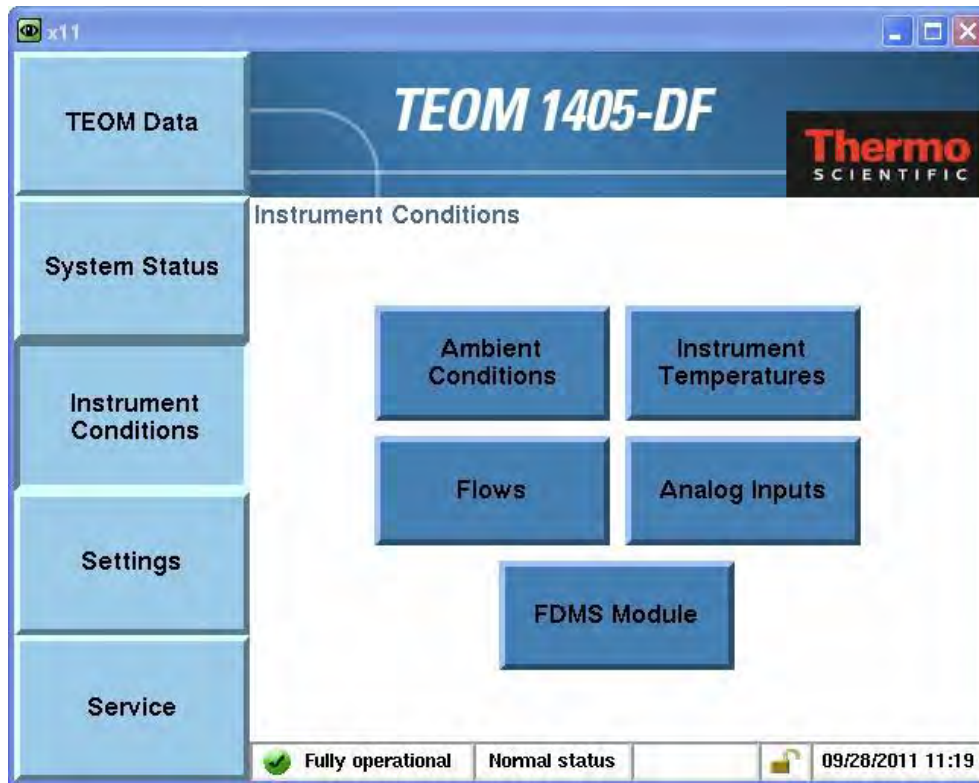 x11
TEOM Data
TEOM 1405-DF
Thermo
SCIENTIFIC
Instrument Conditions
System Status
Ambient
Conditions
Instrument
Temperatures
Instrument
Conditions
Flows
Analog Inputs
Settings
FDMS Module
Service
Fully operational
Normal status
09/28/2011 11:19